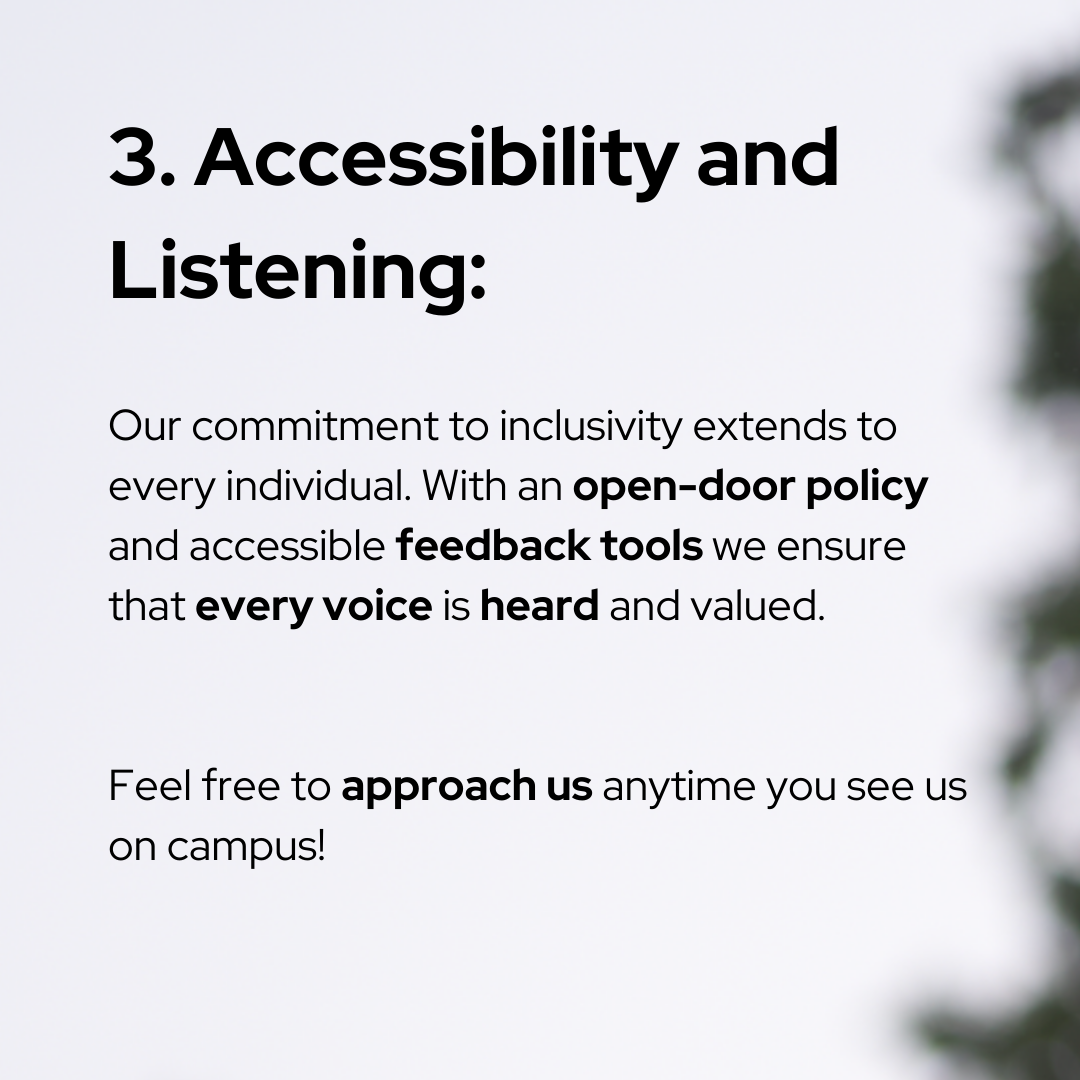 3. Accessibility and
Listening:
Our commitment to inclusivity extends to
every individual. With an open-door policy
and accessible feedback tools we ensure
that every voice is heard and valued.
Feel free to approach us anytime you see us
on campus!